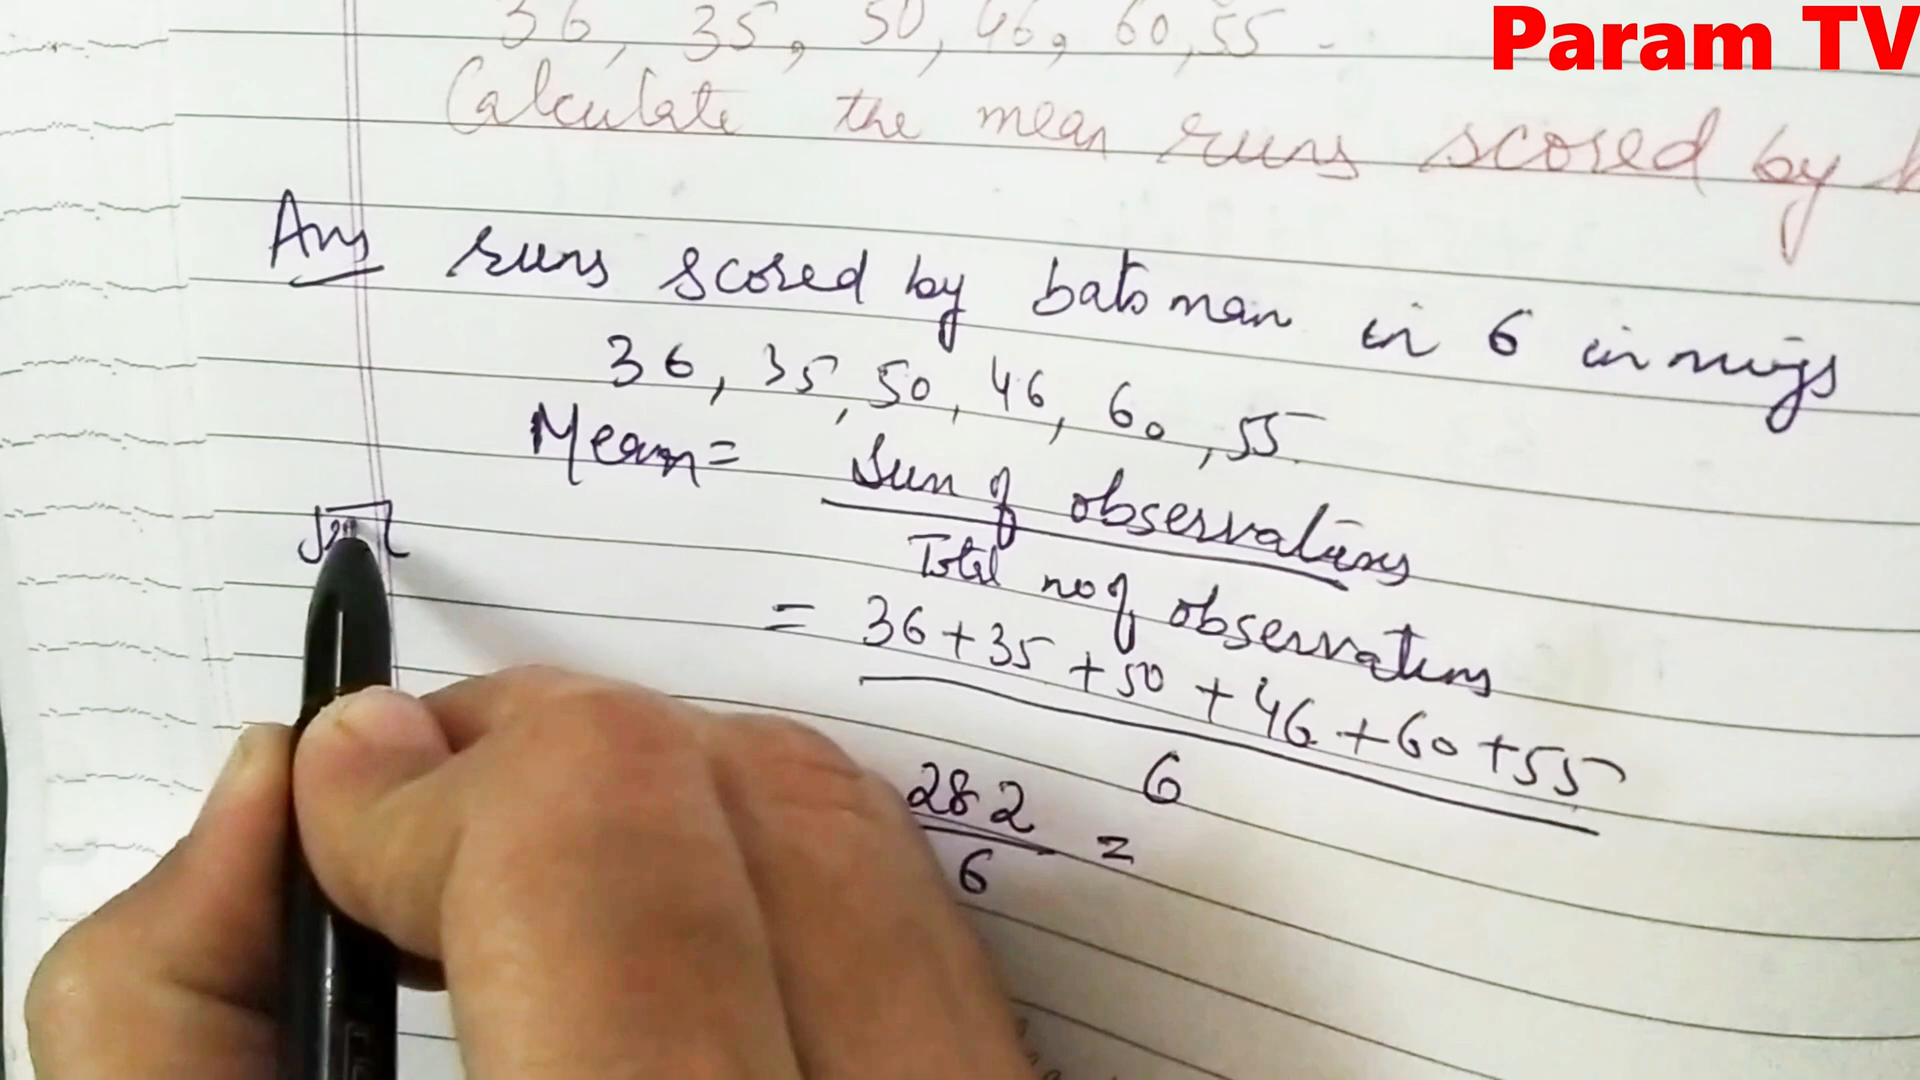 Param TV
36, 35, 50, 46, 60, 55.
Calculate the mean runs scored by
Ans runs scored by batsman in 6 innings
36, 35, 50, 46, 60, 55.
Mean = Sum of observations
Total no of observations
= 36+35+50+46+60+55
6
282 =
6